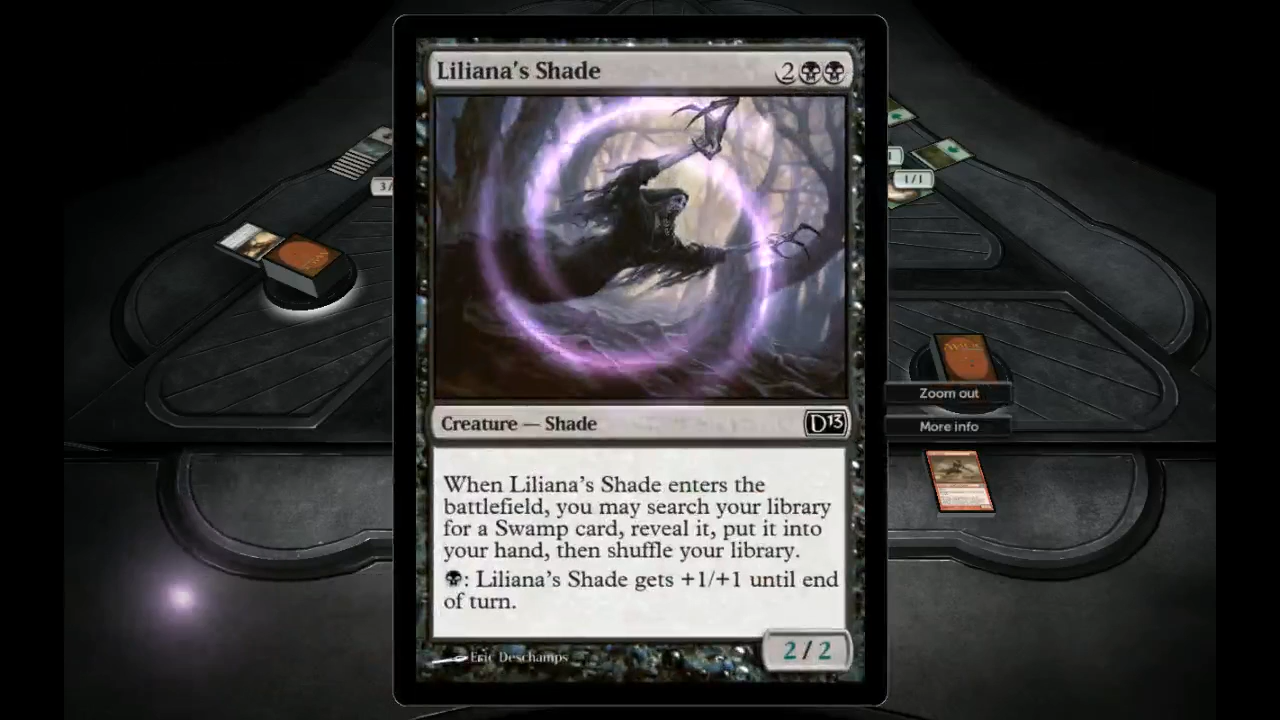 Liliana's Shade 2
Creature — Shade D13
When Liliana's Shade enters the
battlefield, you may search your library
for a Swamp card, reveal it, put it into
your hand, then shuffle your library.
: Liliana's Shade gets +1/+1 until end
of turn.
2/2
Eric Deschamps
3/
1/1
Zoom out
More info